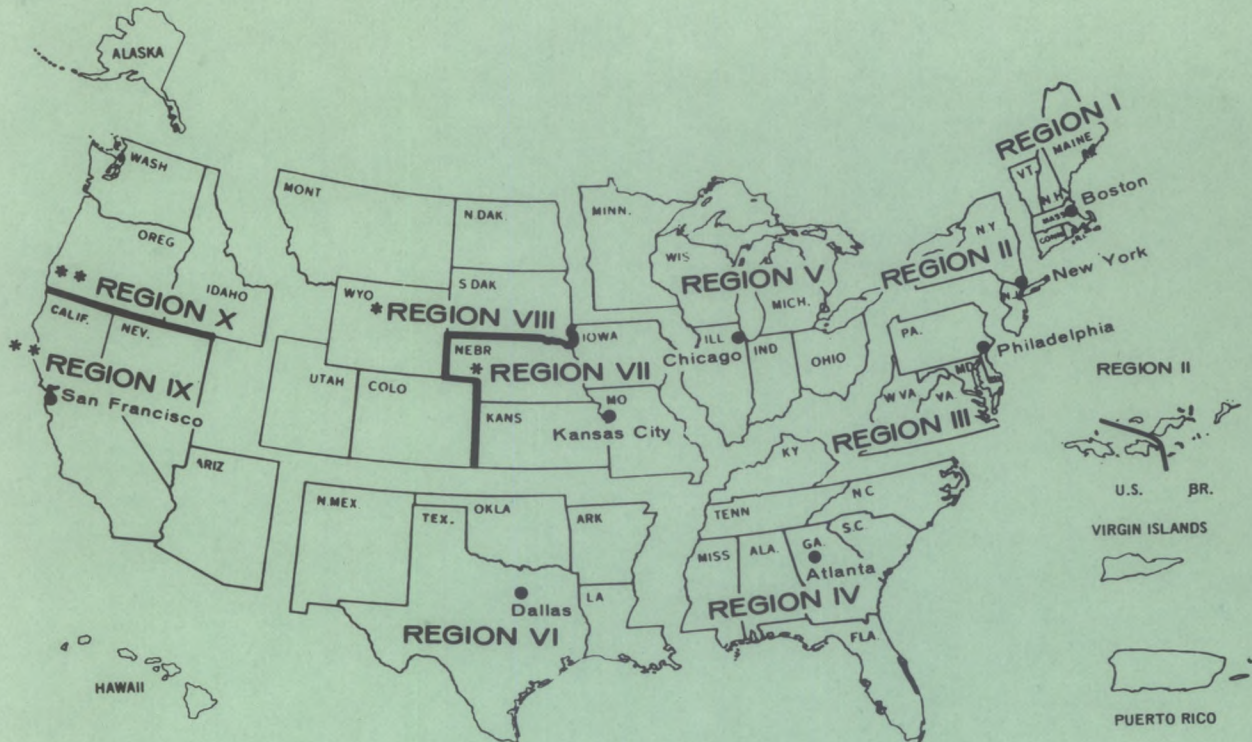 ALASKA
WASH
OREG
IDAHO
** REGION X
CALIF.
NEV.
** REGION IX
San Francisco
ARIZ
HAWAII
MONT
N.DAK.
S DAK
WYO
*REGION VIII
UTAH
COLO
NEBR
* REGION VII
IOWA
KANS
MO
Kansas City
N.MEX.
TEX.
OKLA
ARK
LA
Dallas
REGION VI
MINN.
WIS
REGION V
MICH.
ILL
Chicago
IND
OHIO
KY
TENN
N.C
S.C.
MISS
ALA.
GA.
Atlanta
REGION IV
FLA.
REGION I
MAINE
VT.
N.H.
MASS
Boston
CONN
R.I.
N Y
REGION II
New York
N.J.
PA.
Philadelphia
MD
W VA
VA
REGION III
REGION II
U.S. BR.
VIRGIN ISLANDS
PUERTO RICO